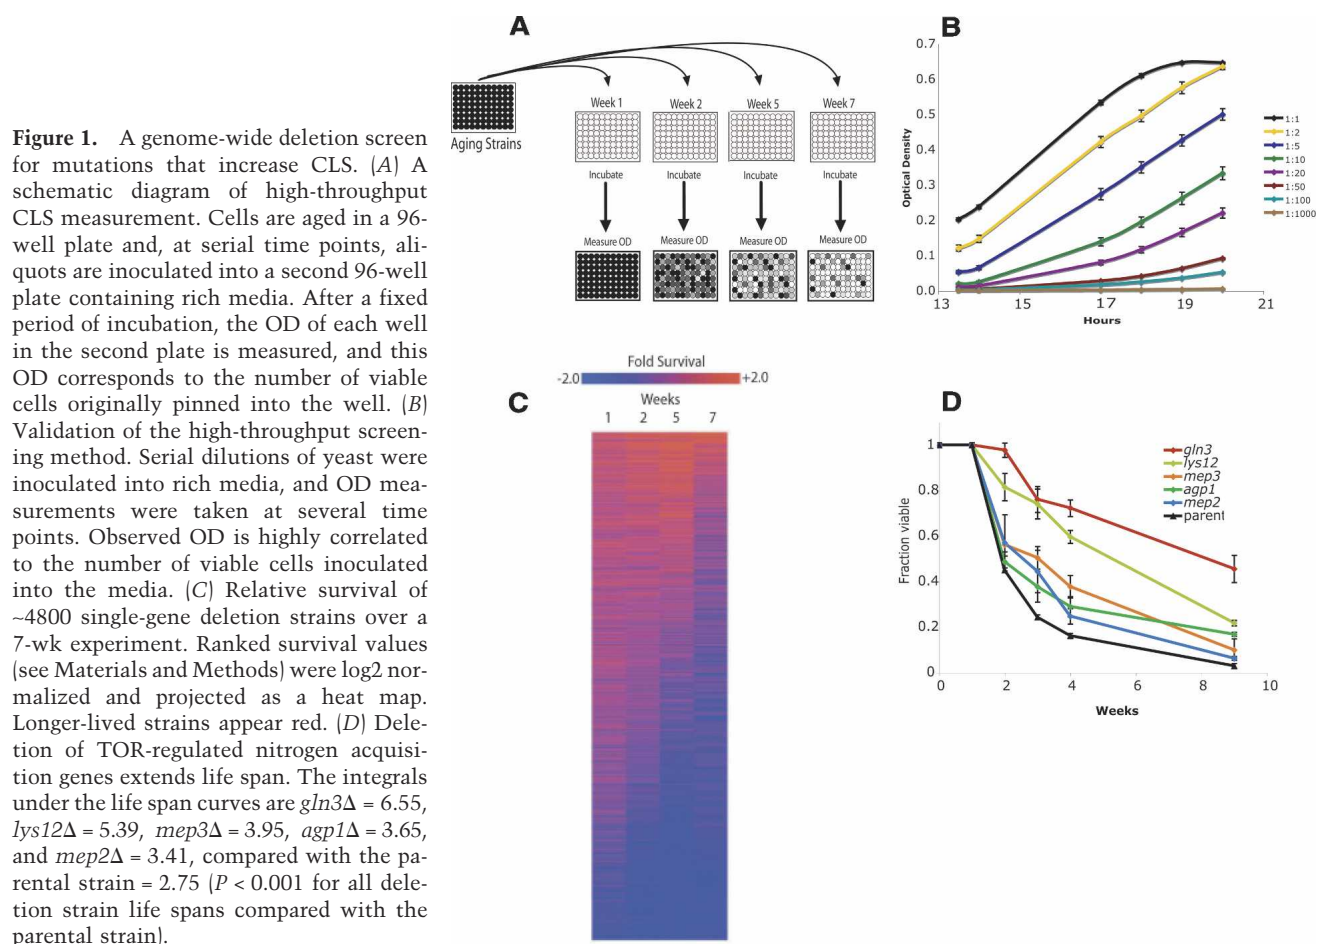 Figure 1. A genome-wide deletion screen
for mutations that increase CLS. (A) A
schematic diagram of high-throughput
CLS measurement. Cells are aged in a 96-
well plate and, at serial time points, ali-
quots are inoculated into a second 96-well
plate containing rich media. After a fixed
period of incubation, the OD of each well
in the second plate is measured, and this
OD corresponds to the number of viable
cells originally pinned into the well. (B)
Validation of the high-throughput screen-
ing method. Serial dilutions of yeast were
inoculated into rich media, and OD mea-
surements were taken at several time
points. Observed OD is highly correlated
to the number of viable cells inoculated
into the media. (C) Relative survival of
~4800 single-gene deletion strains over a
7-wk experiment. Ranked survival values
(see Materials and Methods) were log2 nor-
malized and projected as a heat map.
Longer-lived strains appear red. (D) Dele-
tion of TOR-regulated nitrogen acquisi-
tion genes extends life span. The integrals
under the life span curves are gln3Δ = 6.55,
lys12Δ = 5.39, mep3Δ = 3.95, agp1Δ = 3.65,
and mep2Δ = 3.41, compared with the pa-
rental strain = 2.75 (P < 0.001 for all dele-
tion strain life spans compared with the
parental strain).
A
Aging Strains
Week 1 Week 2 Week 5 Week 7
Incubate Incubate Incubate Incubate
Measure OD Measure OD Measure OD Measure OD
B
Optical Density
0.7
0.6
0.5
0.4
0.3
0.2
0.1
0.0
13 15 17 19 21
Hours
1:1
1:2
1:5
1:10
1:20
1:50
1:100
1:1000
C
Fold Survival
-2.0 +2.0
Weeks
1 2 5 7
D
Fraction viable
1
0.8
0.6
0.4
0.2
0
0 2 4 6 8 10
Weeks
gln3
lys12
mep3
agp1
mep2
parent